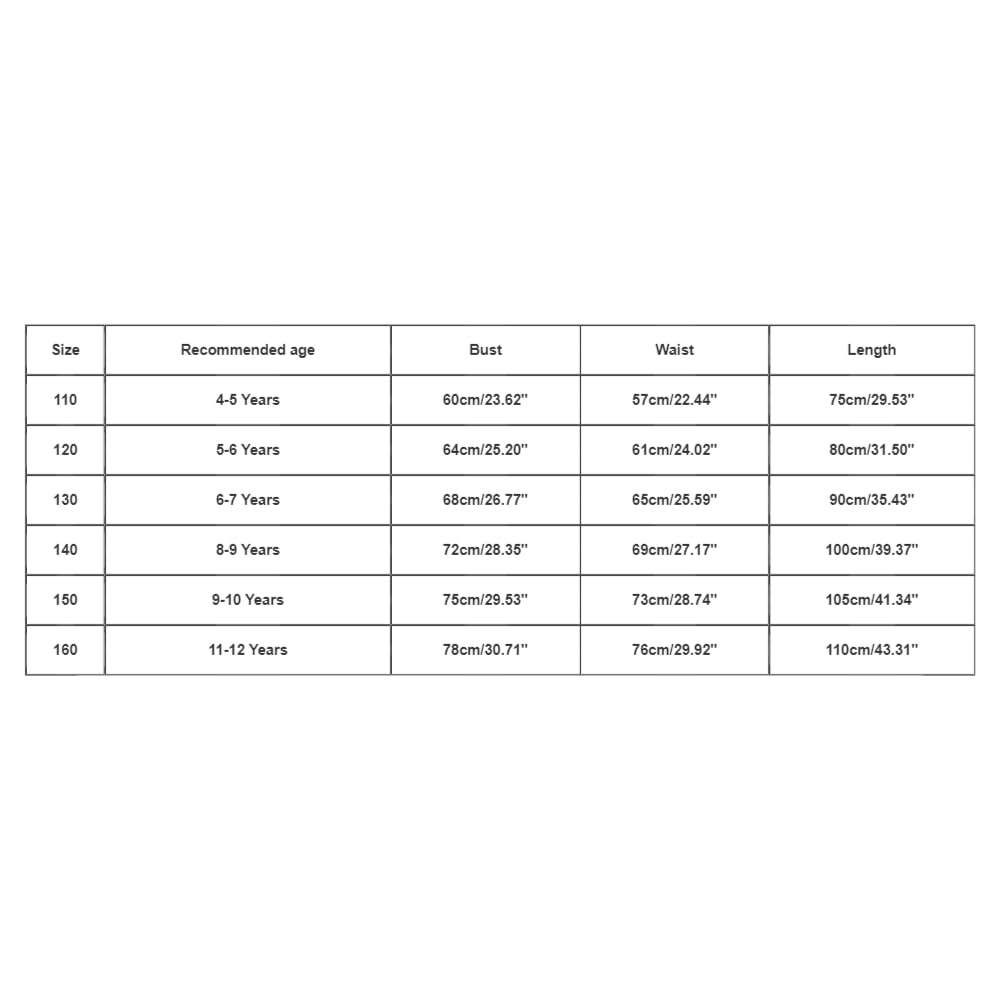 Size Recommended age Bust Waist Length
110 4-5 Years 60cm/23.62" 57cm/22.44" 75cm/29.53"
120 5-6 Years 64cm/25.20" 61cm/24.02" 80cm/31.50"
130 6-7 Years 68cm/26.77" 65cm/25.59" 90cm/35.43"
140 8-9 Years 72cm/28.35" 69cm/27.17" 100cm/39.37"
150 9-10 Years 75cm/29.53" 73cm/28.74" 105cm/41.34"
160 11-12 Years 78cm/30.71" 76cm/29.92" 110cm/43.31"